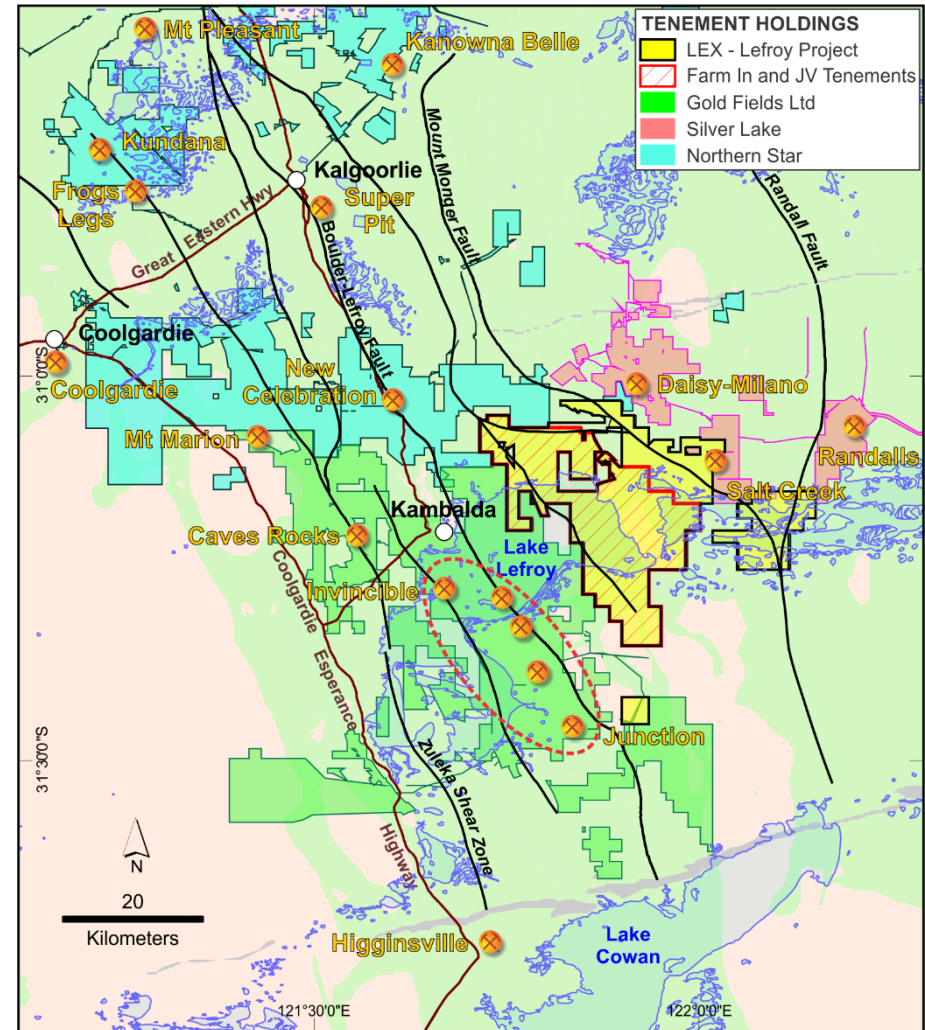 TENEMENT HOLDINGS
LEX - Lefroy Project
Farm In and JV Tenements
Gold Fields Ltd
Silver Lake
Northern Star
Mt Pleasant
Kanowna Belle
Mount Monger Fault
Kundana
Kalgoorlie
Frogs
Legs
Super
Pit
Randall Fault
Great Eastern Hwy
Boulder-Lefroy Fault
Coolgardie
Coolgardie
31°0'0"S
New
Celebration
Daisy-Milano
Mt Marion
Randalls
Salt Creek
Kambalda
Caves Rocks
Lake
Lefroy
Invincible
Coolgardie Esperance Highway
Junction
31°30'0"S
Zuleka Shear Zone
N
20
Kilometers
Higginsville
Lake
Cowan
121°30'0"E
122°0'0"E